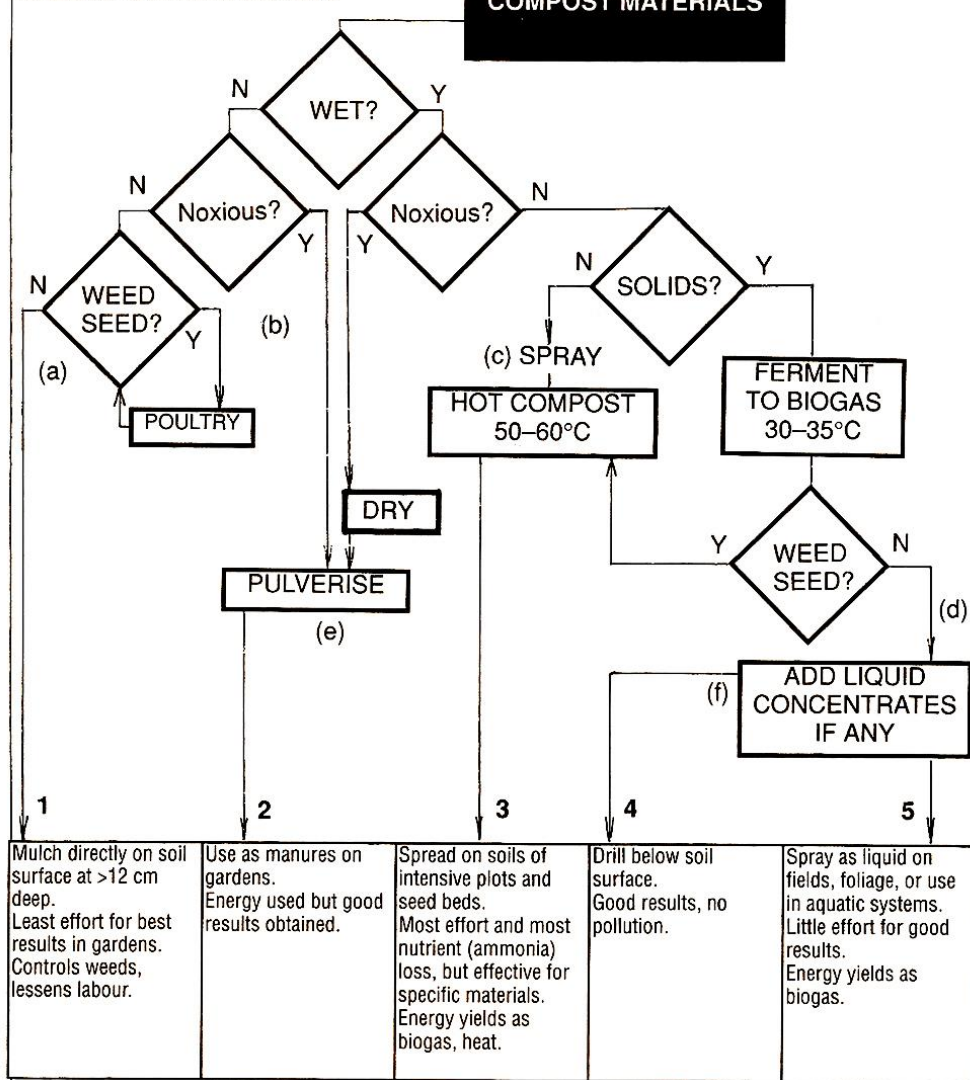 COMPOST MATERIALS
WET?
N
Y
Noxious?
N
Y
Noxious?
Y
N
WEED
SEED?
N
Y
(a)
(b)
POULTRY
SOLIDS?
N
Y
(c) SPRAY
HOT COMPOST
50–60°C
FERMENT
TO BIOGAS
30–35°C
DRY
PULVERISE
(e)
WEED
SEED?
Y
N
(d)
ADD LIQUID
CONCENTRATES
IF ANY
(f)
1
2
3
4
5
Mulch directly on soil
surface at >12 cm
deep.
Least effort for best
results in gardens.
Controls weeds,
lessens labour.
Use as manures on
gardens.
Energy used but good
results obtained.
Spread on soils of
intensive plots and
seed beds.
Most effort and most
nutrient (ammonia)
loss, but effective for
specific materials.
Energy yields as
biogas, heat.
Drill below soil
surface.
Good results, no
pollution.
Spray as liquid on
fields, foliage, or use
in aquatic systems.
Little effort for good
results.
Energy yields as
biogas.